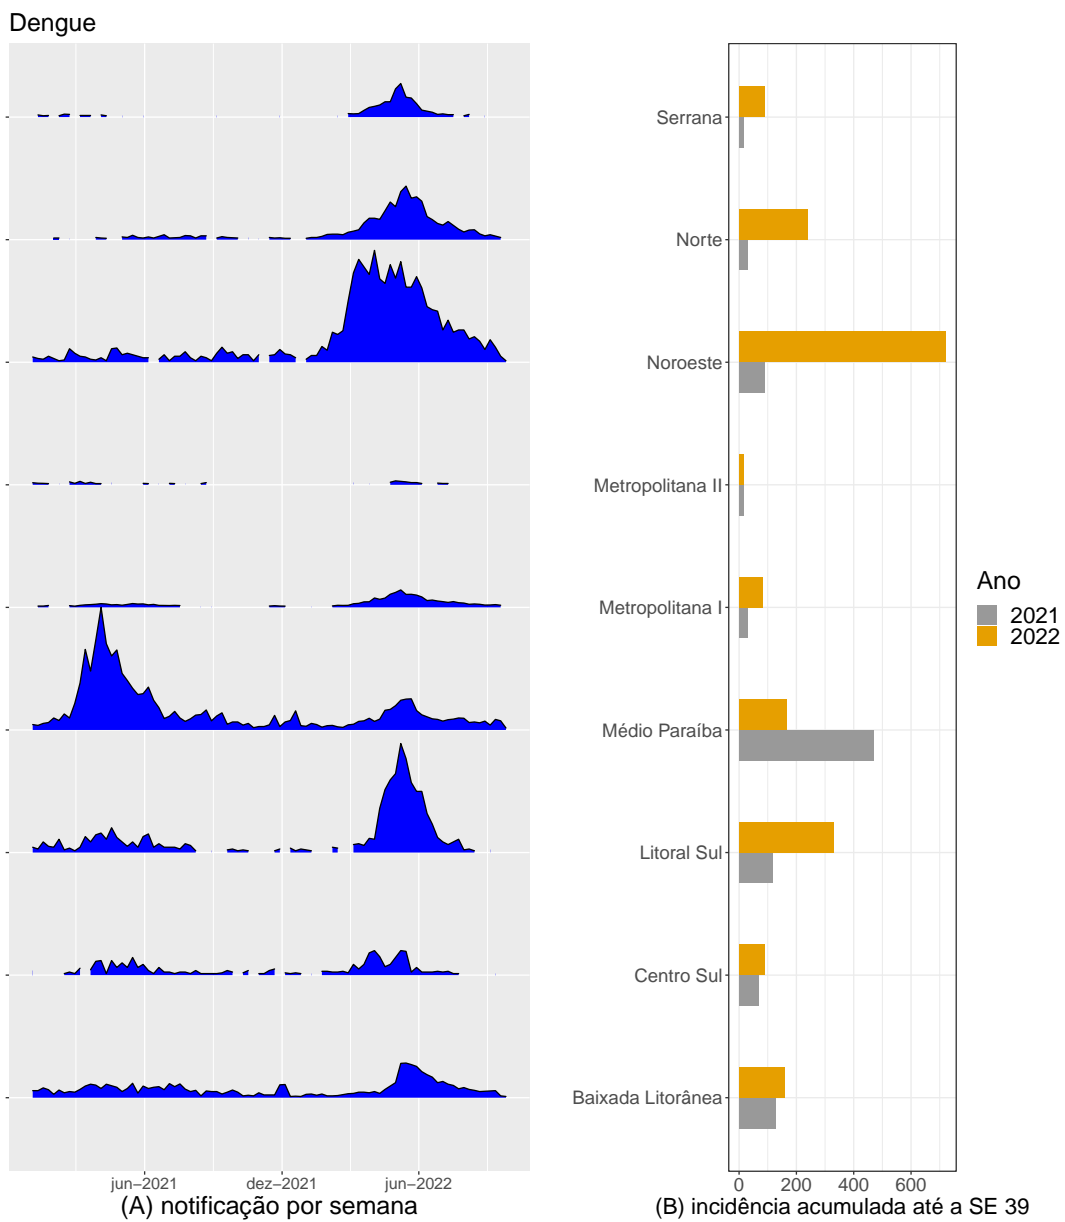 Dengue
jun−2021
dez−2021
jun−2022
(A) notificação por semana
Serrana
Norte
Noroeste
Metropolitana II
Metropolitana I
Médio Paraíba
Litoral Sul
Centro Sul
Baixada Litorânea
0
200
400
600
(B) incidência acumulada até a SE 39
Ano
2021
2022